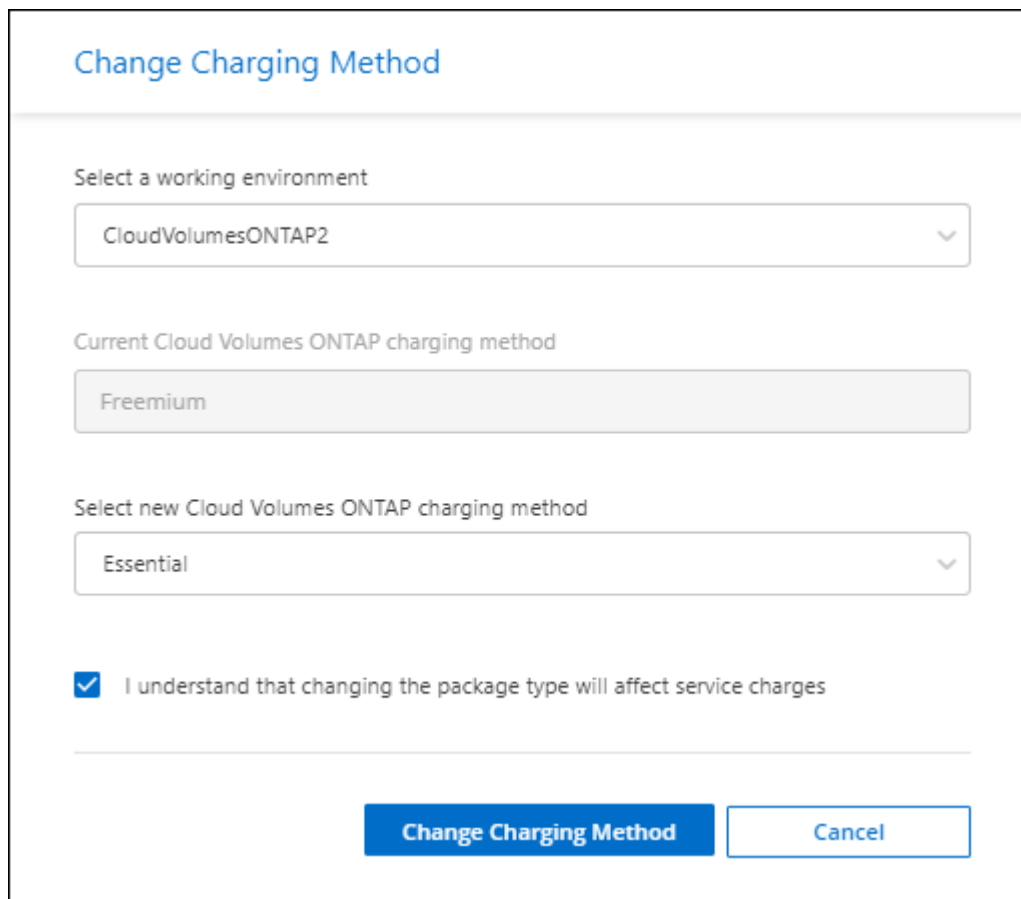 Change Charging Method
Select a working environment
CloudVolumesONTAP2
Current Cloud Volumes ONTAP charging method
Freemium
Select new Cloud Volumes ONTAP charging method
Essential
I understand that changing the package type will affect service charges
Change Charging Method
Cancel